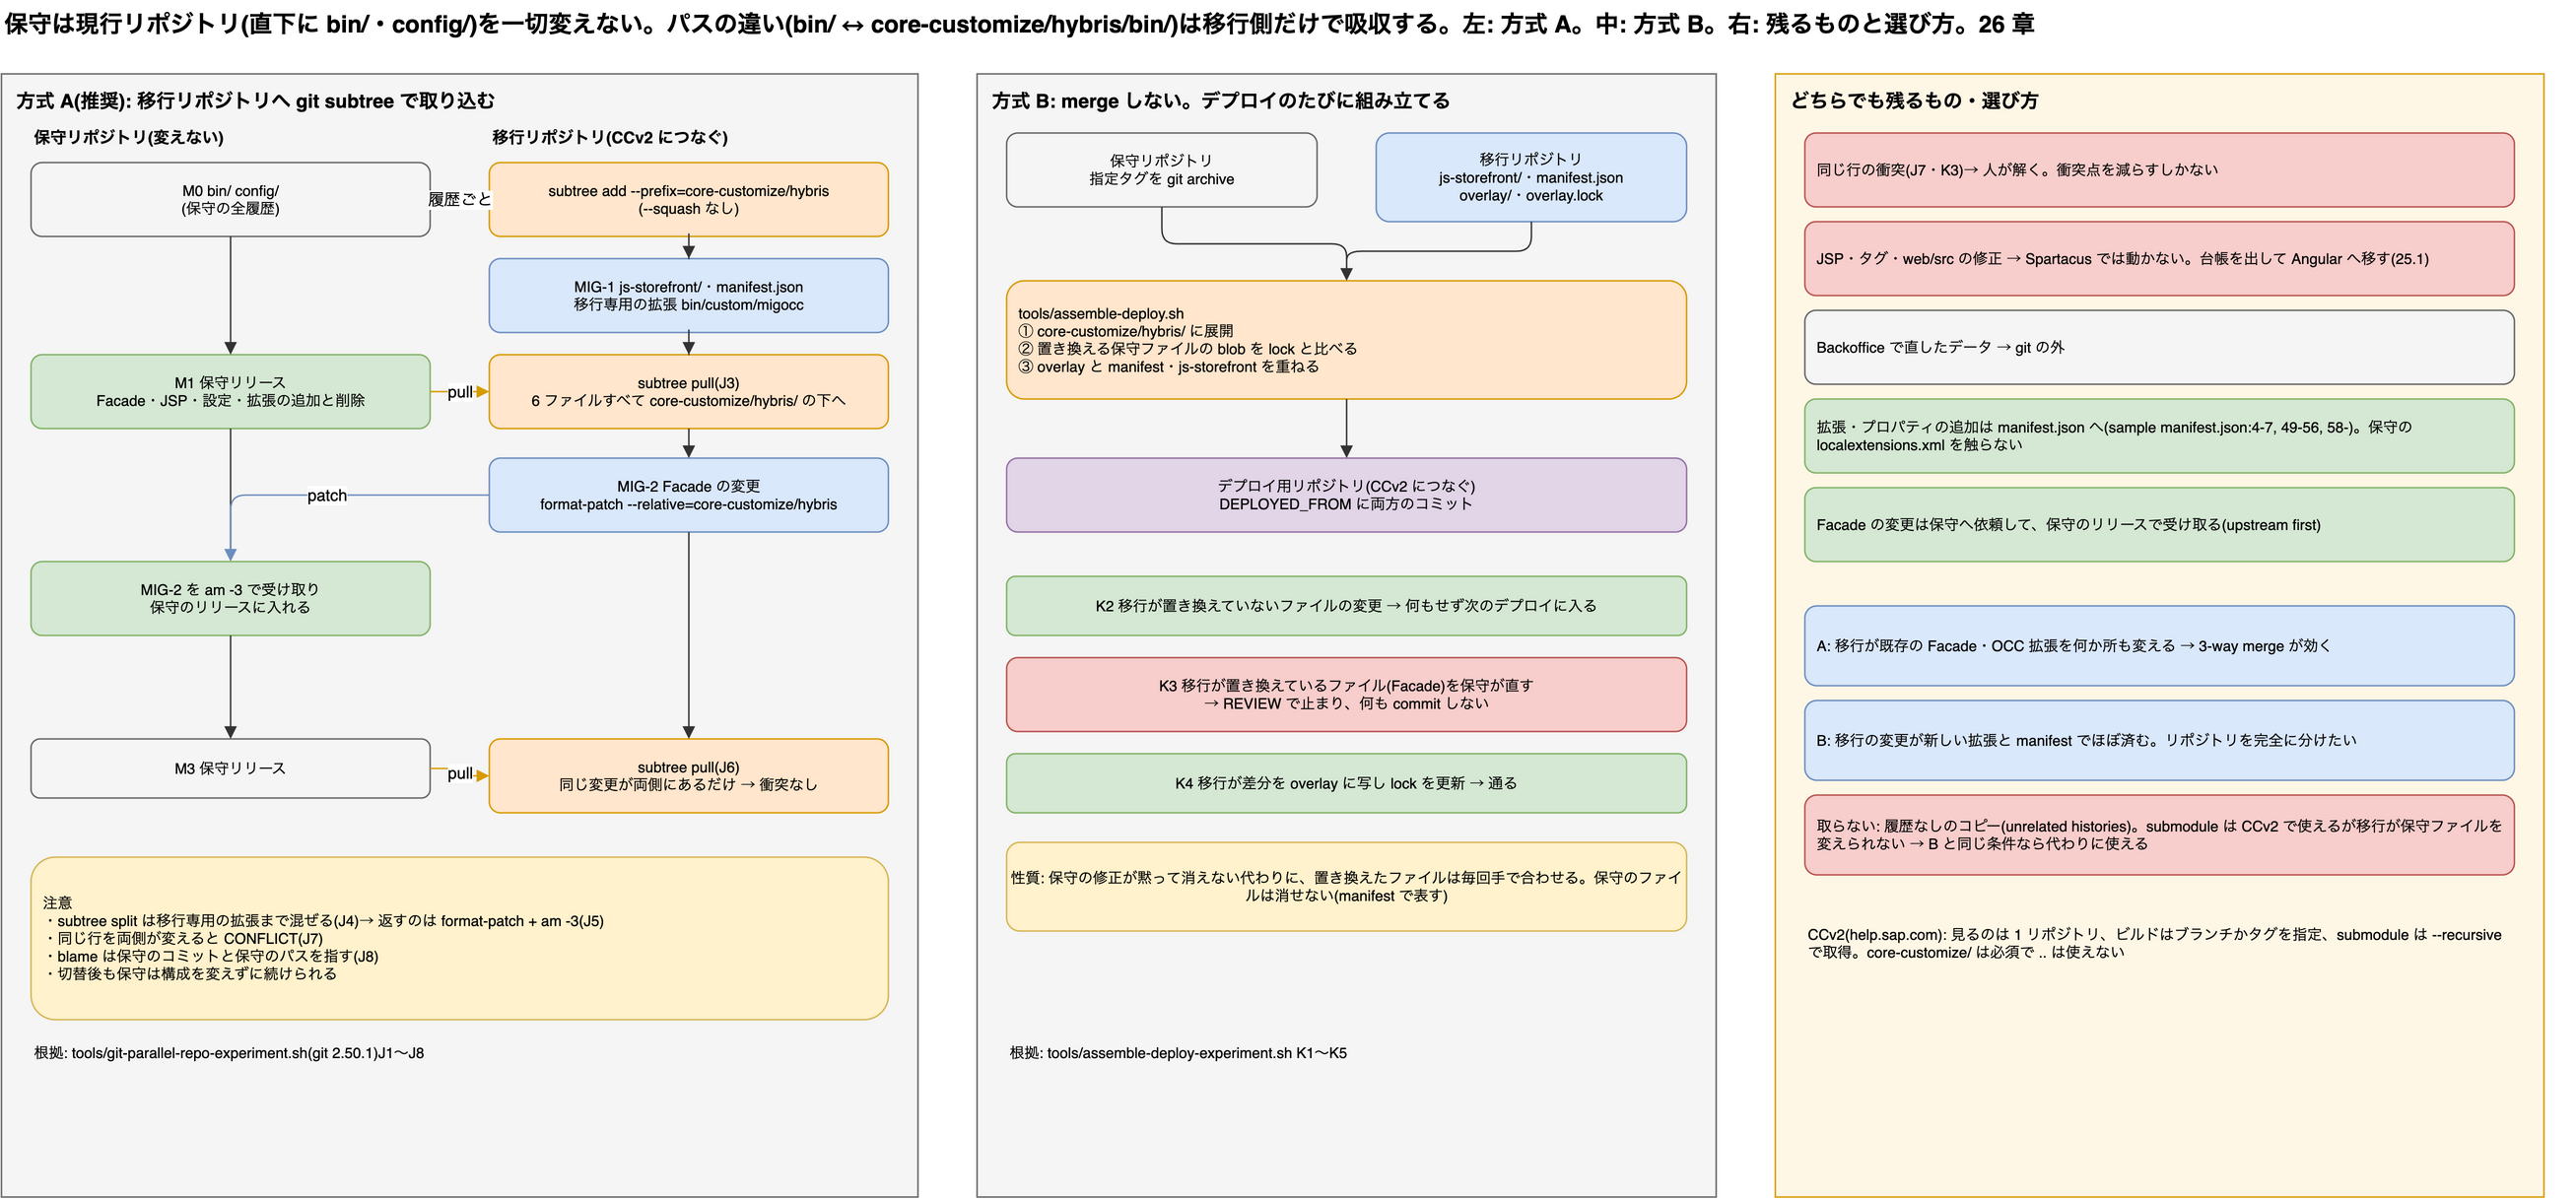 保守は現行リポジトリ(直下に bin/・config/)を一切変えない。パスの違い(bin/ ↔ core-customize/hybris/bin/)は移行側だけで吸収する。左: 方式 A。中: 方式 B。右: 残るものと選び方。26 章
方式 A(推奨): 移行リポジトリへ git subtree で取り込む
保守リポジトリ(変えない)
移行リポジトリ(CCv2 につなぐ)
M0 bin/ config/
(保守の全履歴)
履歴ごと
subtree add --prefix=core-customize/hybris
(--squash なし)
MIG-1 js-storefront/・manifest.json
移行専用の拡張 bin/custom/migocc
M1 保守リリース
Facade・JSP・設定・拡張の追加と削除
pull
subtree pull(J3)
6 ファイルすべて core-customize/hybris/ の下へ
patch
MIG-2 Facade の変更
format-patch --relative=core-customize/hybris
MIG-2 を am -3 で受け取り
保守のリリースに入れる
M3 保守リリース
pull
subtree pull(J6)
同じ変更が両側にあるだけ → 衝突なし
注意
・subtree split は移行専用の拡張まで混ぜる(J4)→ 返すのは format-patch + am -3(J5)
・同じ行を両側が変えると CONFLICT(J7)
・blame は保守のコミットと保守のパスを指す(J8)
・切替後も保守は構成を変えずに続けられる
根拠: tools/git-parallel-repo-experiment.sh(git 2.50.1)J1〜J8
方式 B: merge しない。デプロイのたびに組み立てる
保守リポジトリ
指定タグを git archive
移行リポジトリ
js-storefront/・manifest.json
overlay/・overlay.lock
tools/assemble-deploy.sh
① core-customize/hybris/ に展開
② 置き換える保守ファイルの blob を lock と比べる
③ overlay と manifest・js-storefront を重ねる
デプロイ用リポジトリ(CCv2 につなぐ)
DEPLOYED_FROM に両方のコミット
K2 移行が置き換えていないファイルの変更 → 何もせず次のデプロイに入る
K3 移行が置き換えているファイル(Facade)を保守が直す
→ REVIEW で止まり、何も commit しない
K4 移行が差分を overlay に写し lock を更新 → 通る
性質: 保守の修正が黙って消えない代わりに、置き換えたファイルは毎回手で合わせる。保守のファイ
ルは消せない(manifest で表す)
根拠: tools/assemble-deploy-experiment.sh K1〜K5
どちらでも残るもの・選び方
同じ行の衝突(J7・K3)→ 人が解く。衝突点を減らすしかない
JSP・タグ・web/src の修正 → Spartacus では動かない。台帳を出して Angular へ移す(25.1)
Backoffice で直したデータ → git の外
拡張・プロパティの追加は manifest.json へ(sample manifest.json:4-7, 49-56, 58-)。保守の
localextensions.xml を触らない
Facade の変更は保守へ依頼して、保守のリリースで受け取る(upstream first)
A: 移行が既存の Facade・OCC 拡張を何か所も変える → 3-way merge が効く
B: 移行の変更が新しい拡張と manifest でほぼ済む。リポジトリを完全に分けたい
取らない: 履歴なしのコピー(unrelated histories)。submodule は CCv2 で使えるが移行が保守ファイルを
変えられない → B と同じ条件なら代わりに使える
CCv2(help.sap.com): 見るのは 1 リポジトリ、ビルドはブランチかタグを指定、submodule は --recursive
で取得。core-customize/ は必須で .. は使えない